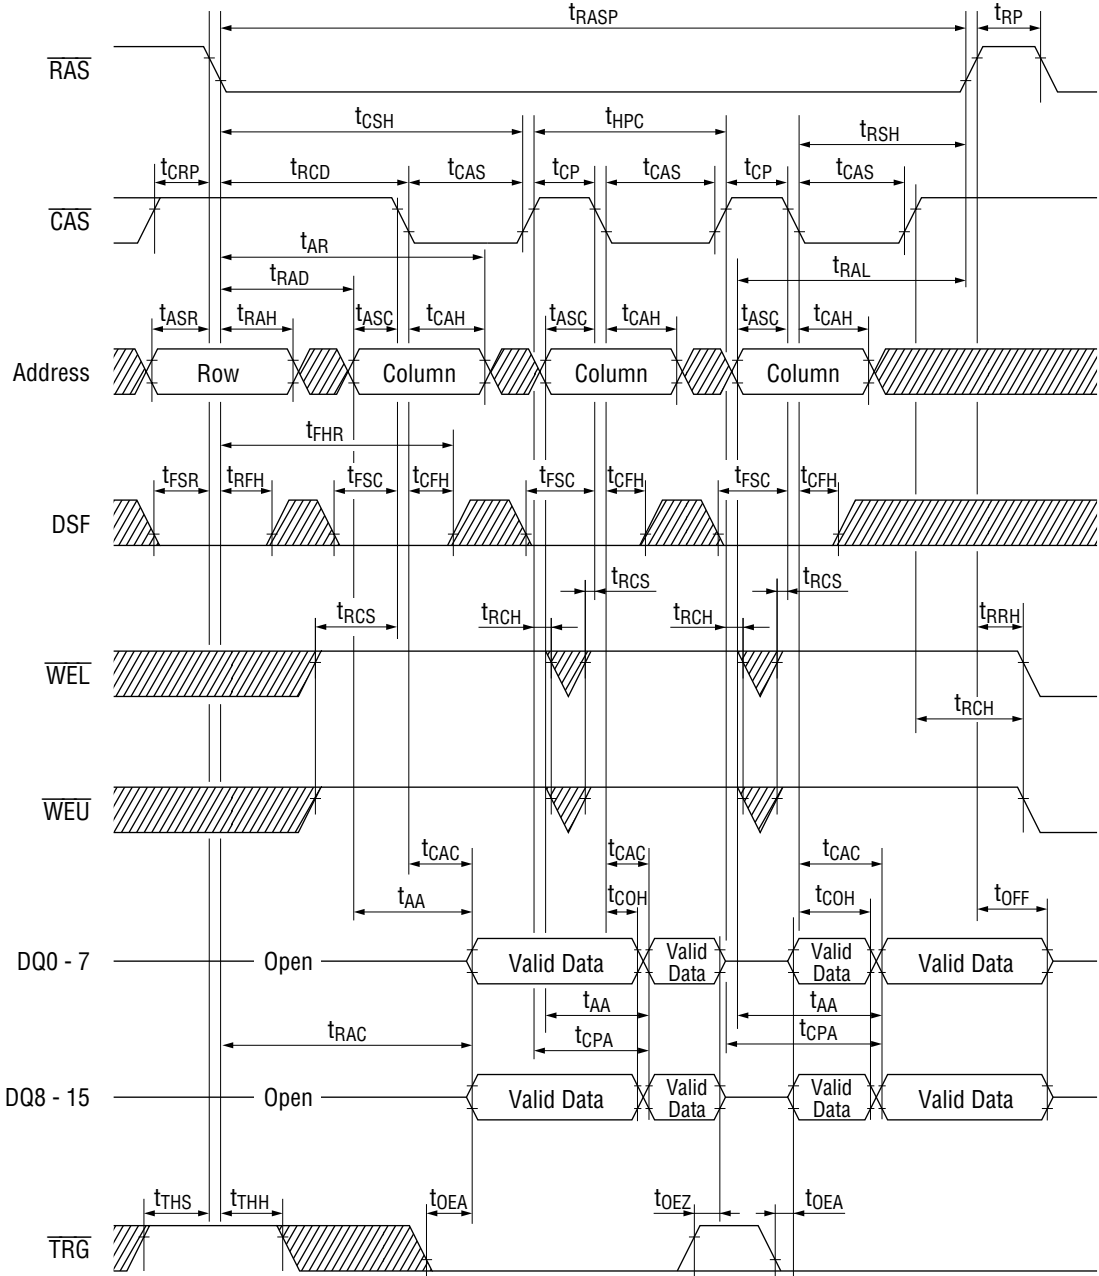 tRASP tRP
RAS
tCSH tHPC tRSH
tCRP tRCD tCAS tCP tCAS tCP tCAS
CAS
tAR
tRAD tRAL
tASR tRAH tASC tCAH tASC tCAH tASC tCAH
Address Row Column Column Column
tFHR
tFSR tRFH tFSC tCFH tFSC tCFH tFSC tCFH
DSF
tRCS tRCS
tRCS tRCH tRCH tRRH
WEL
tRCH
WEU
tCAC tCAC tCAC
tAA tCOH tCOH tOFF
DQ0 - 7 Open Valid Data Valid Data Valid Data Valid Data
tAA tAA
tRAC tCPA tCPA
DQ8 - 15 Open Valid Data Valid Data Valid Data Valid Data
tTHS tTHH tOEA tOEZ tOEA
TRG